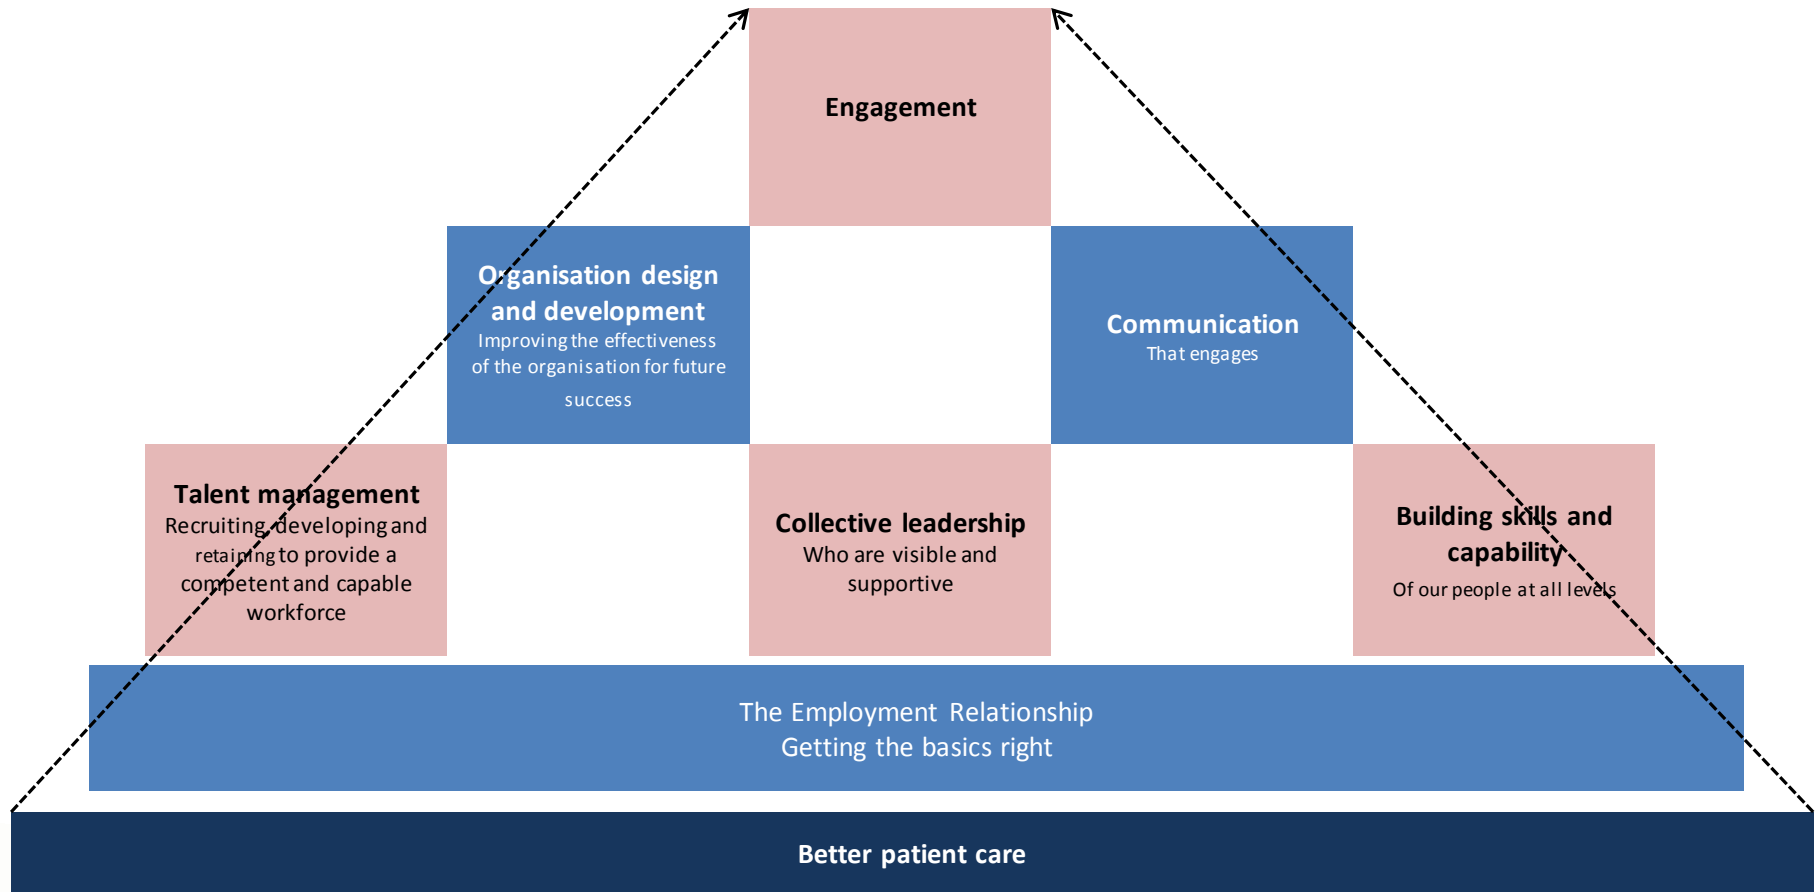 Engagement
Organisation design
and development
Improving the effectiveness
of the organisation for future
success
Communication
That engages
Talent management
Recruiting, developing and
retaining to provide a
competent and capable
workforce
Collective leadership
Who are visible and
supportive
Building skills and
capability
Of our people at all levels
The Employment Relationship
Getting the basics right
Better patient care